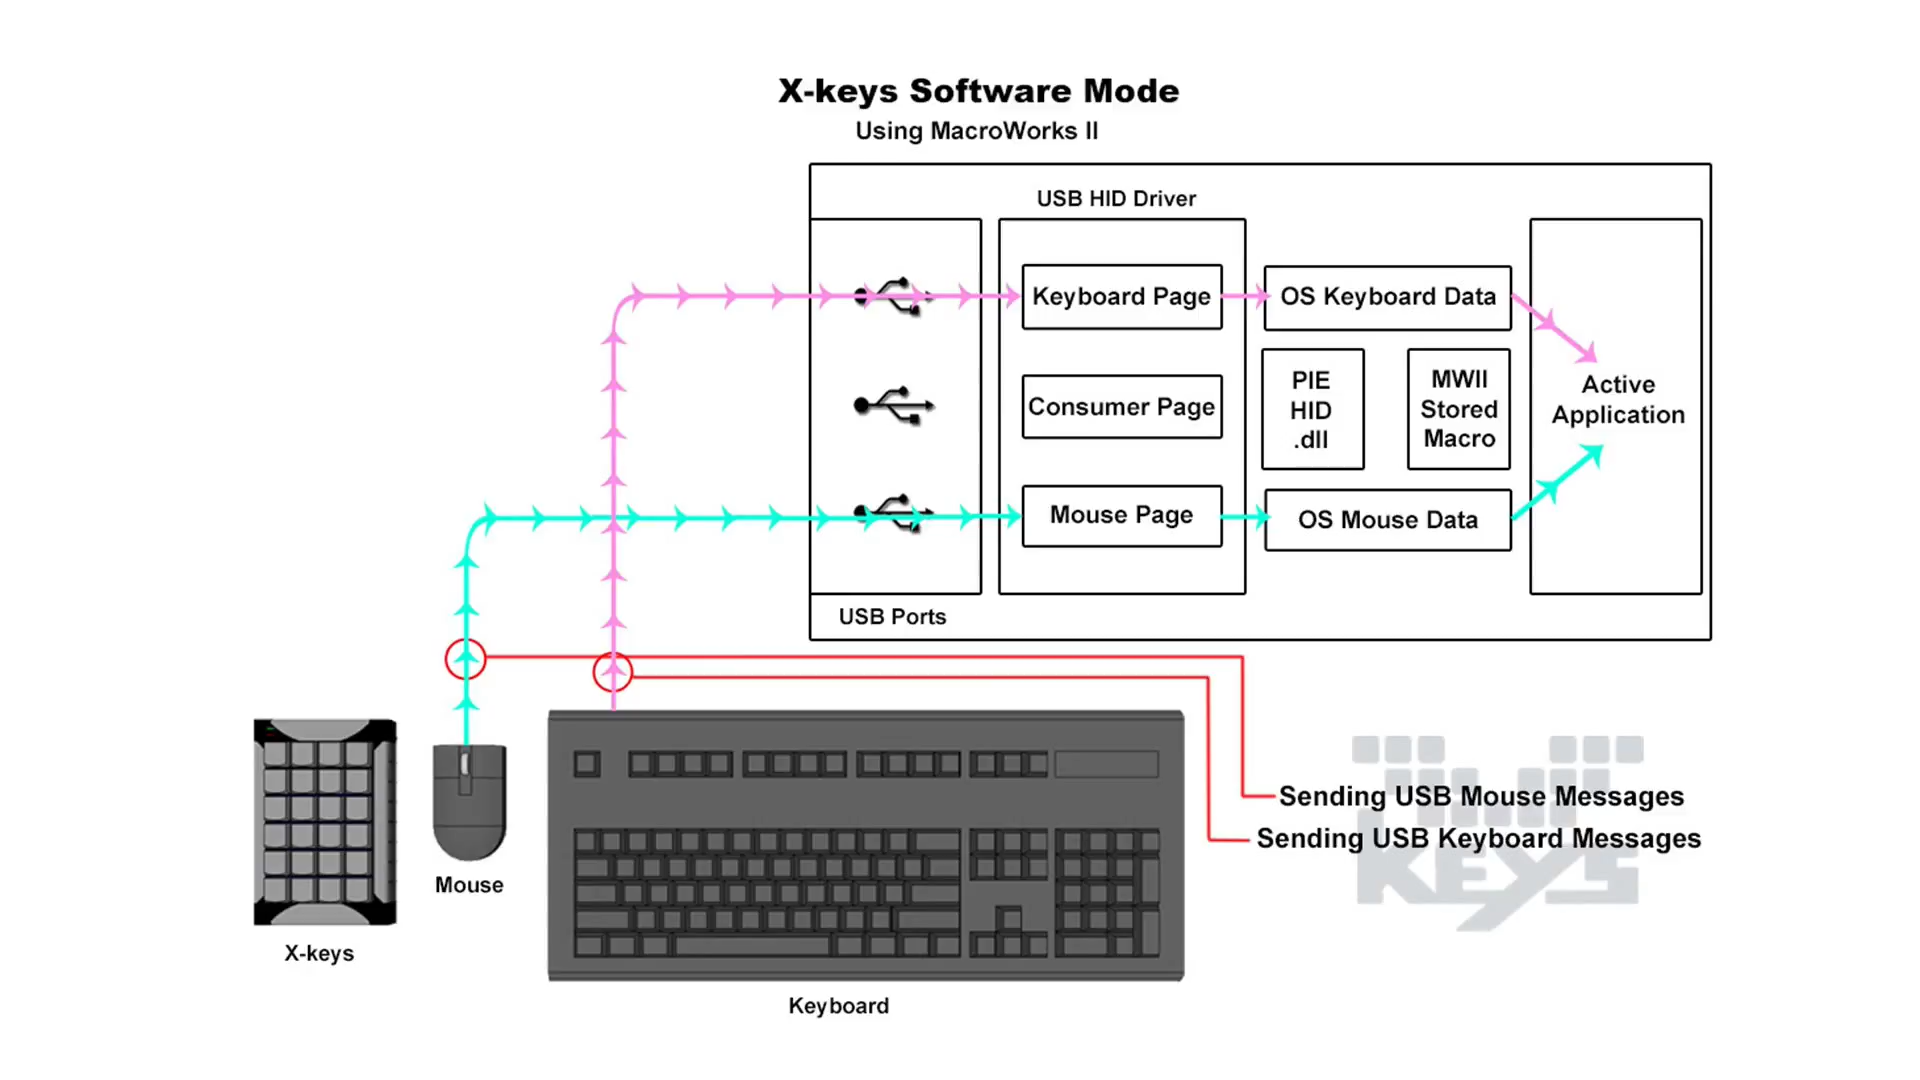 X-keys Software Mode
Using MacroWorks II
USB HID Driver
Keyboard Page
OS Keyboard Data
Consumer Page
PIE
HID
.dll
MWII
Stored
Macro
Active
Application
Mouse Page
OS Mouse Data
USB Ports
Sending USB Mouse Messages
Sending USB Keyboard Messages
KEYS
Mouse
X-keys
Keyboard